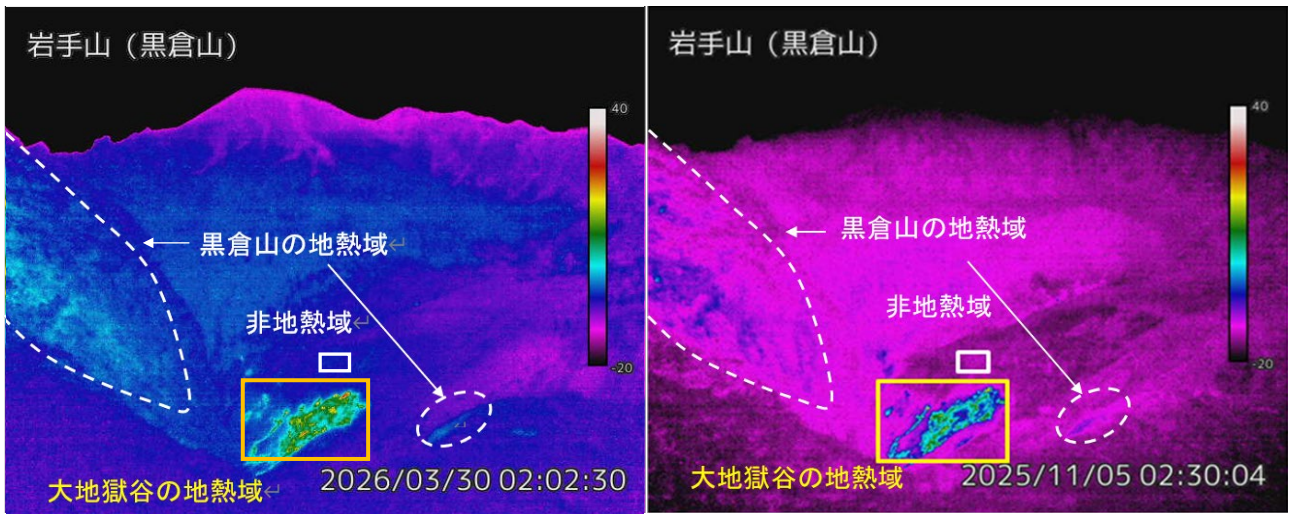 岩手山（黒倉山）
40
黒倉山の地熱域↵
非地熱域↵
-20
大地獄谷の地熱域↵
2026/03/30 02:02:30
岩手山（黒倉山）
40
黒倉山の地熱域
非地熱域
-20
大地獄谷の地熱域
2025/11/05 02:30:04